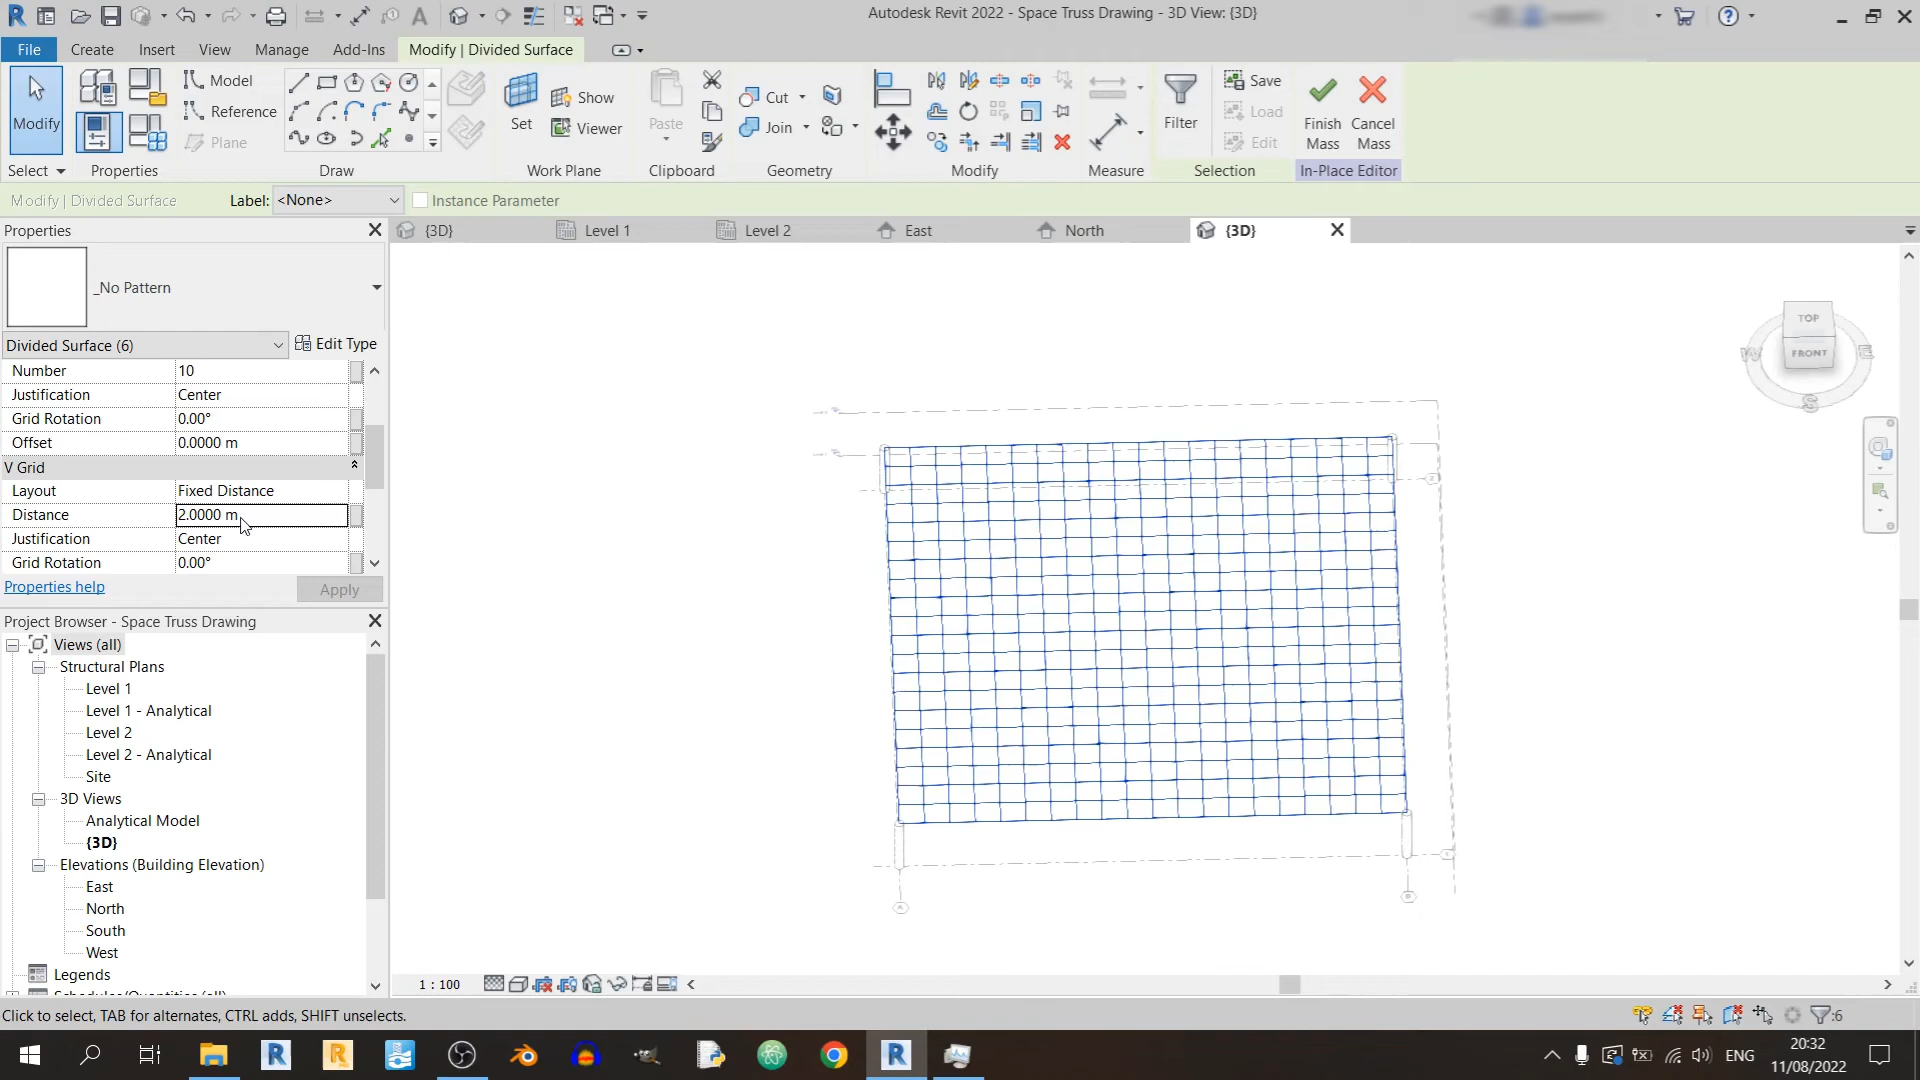 Autodesk Revit 2022 - Space Truss Drawing - 3D View: {3D}
File Create Insert View Manage Add-Ins Modify | Divided Surface
Modify
Model
Reference
Plane
Set
Show
Viewer
Paste
Cut
Join
Filter
Save
Load
Edit
Finish Mass
Cancel Mass
Select Properties Draw Work Plane Clipboard Geometry Modify Measure Selection In-Place Editor
Modify | Divided Surface Label: <None> Instance Parameter
Properties
{3D} Level 1 Level 2 East North {3D}
_No Pattern
Divided Surface (6) Edit Type
Number 10
Justification Center
Grid Rotation 0.00°
Offset 0.0000 m
V Grid
Layout Fixed Distance
Distance 2.0000 m
Justification Center
Grid Rotation 0.00°
Properties help Apply
TOP
FRONT
W
E
S
Project Browser - Space Truss Drawing
Views (all)
Structural Plans
Level 1
Level 1 - Analytical
Level 2
Level 2 - Analytical
Site
3D Views
Analytical Model
{3D}
Elevations (Building Elevation)
East
North
South
West
Legends
1 : 100
Click to select, TAB for alternates, CTRL adds, SHIFT unselects.
:6
ENG
20:32
11/08/2022